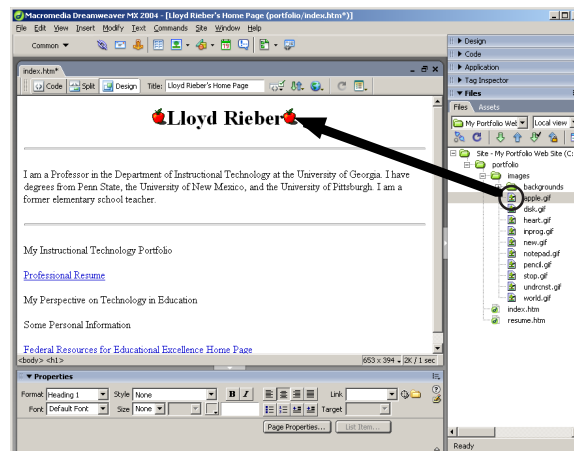 Macromedia Dreamweaver MX 2004 - [Lloyd Rieber's Home Page (portfolio/index.htm*)]
File Edit View Insert Modify Text Commands Site Window Help
Common
Design
Code
Application
Tag Inspector
Files
Files Assets
My Portfolio Web Local view
index.htm*
Code Split Design Title: Lloyd Rieber's Home Page
Lloyd Rieber
I am a Professor in the Department of Instructional Technology at the University of Georgia. I have
degrees from Penn State, the University of New Mexico, and the University of Pittsburgh. I am a
former elementary school teacher.
My Instructional Technology Portfolio
Professional Resume
My Perspective on Technology in Education
Some Personal Information
Federal Resources for Educational Excellence Home Page
<body> <h1>
653 x 394 2K / 1 sec
Site - My Portfolio Web Site (C:
portfolio
images
backgrounds
apple.gif
disk.gif
heart.gif
inprog.gif
new.gif
notepad.gif
pencil.gif
stop.gif
undrcnst.gif
world.gif
index.htm
resume.htm
Properties
Format Heading 1 Style None B I Link
Font Default Font Size None Target
Page Properties... List Item...
Ready